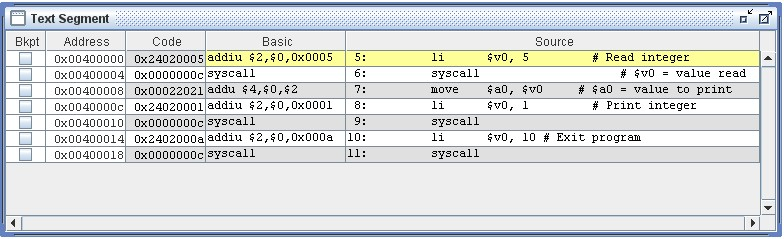 Text Segment
Bkpt Address Code Basic Source
0x00400000 0x24020005 addiu $2,$0,0x0005 5: li $v0, 5 # Read integer
0x00400004 0x0000000c syscall 6: syscall # $v0 = value read
0x00400008 0x00022021 addu $4,$0,$2 7: move $a0, $v0 # $a0 = value to print
0x0040000c 0x24020001 addiu $2,$0,0x0001 8: li $v0, 1 # Print integer
0x00400010 0x0000000c syscall 9: syscall
0x00400014 0x2402000a addiu $2,$0,0x000a 10: li $v0, 10 # Exit program
0x00400018 0x0000000c syscall 11: syscall